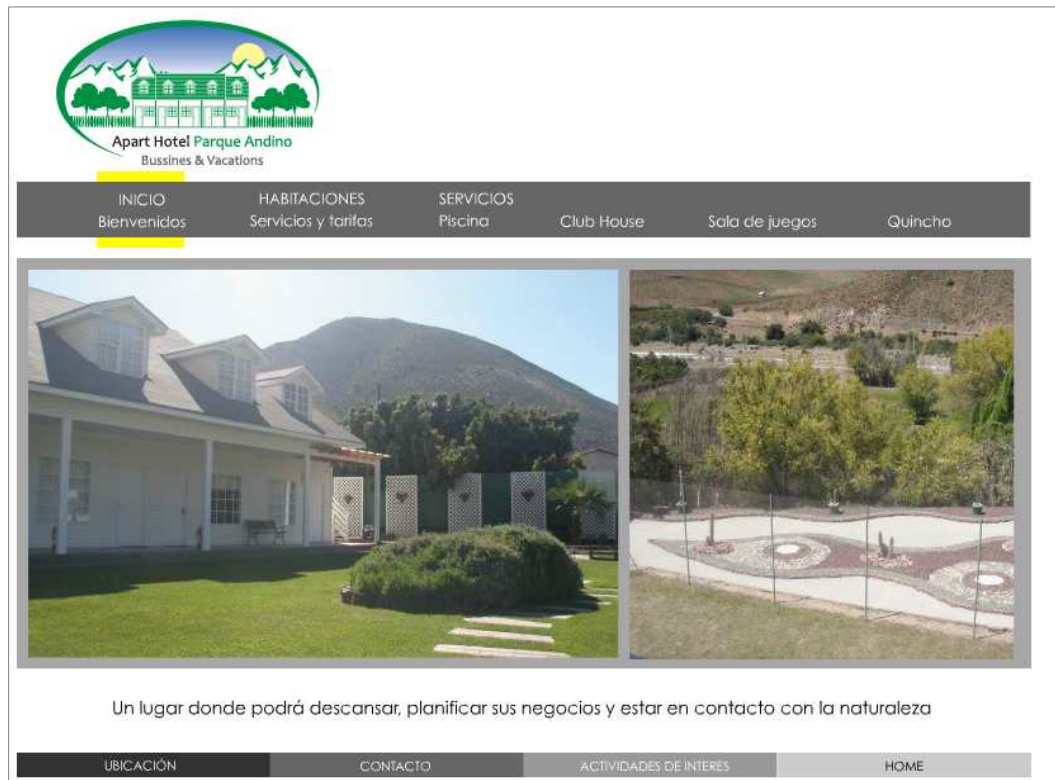 Apart Hotel Parque Andino
Bussines & Vacations
INICIO HABITACIONES SERVICIOS
Bienvenidos Servicios y tarifas Piscina Club House Sala de juegos Quincho
Un lugar donde podrá descansar, planificar sus negocios y estar en contacto con la naturaleza
UBICACIÓN CONTACTO ACTIVIDADES DE INTERES HOME